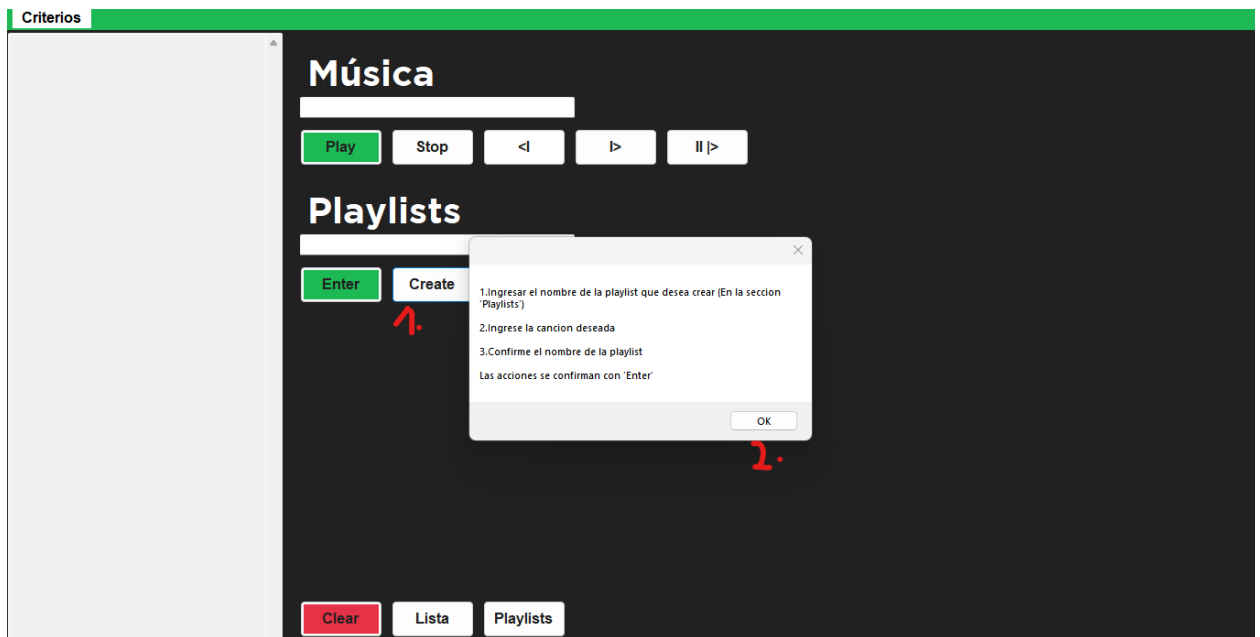 Criterios
Música
Play
Stop
<I
I>
II |>
Playlists
Enter
Create
1.
1.Ingresar el nombre de la playlist que desea crear (En la seccion
'Playlists')
2.Ingrese la cancion deseada
3.Confirme el nombre de la playlist
Las acciones se confirman con 'Enter'
OK
2.
Clear
Lista
Playlists